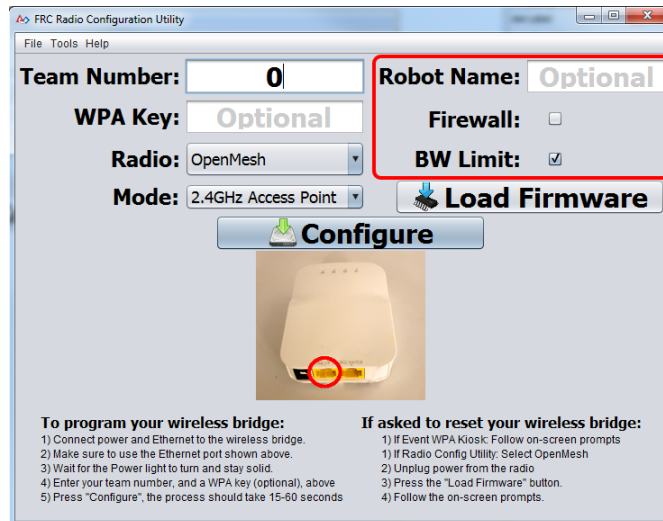 FRC Radio Configuration Utility
File Tools Help
Team Number: 0
Robot Name: Optional
WPA Key: Optional
Firewall:
Radio: OpenMesh
BW Limit:
Mode: 2.4GHz Access Point
Load Firmware
Configure
To program your wireless bridge:
1) Connect power and Ethernet to the wireless bridge.
2) Make sure to use the Ethernet port shown above.
3) Wait for the Power light to turn and stay solid.
4) Enter your team number, and a WPA key (optional), above
5) Press "Configure", the process should take 15-60 seconds
If asked to reset your wireless bridge:
1) If Event WPA Kiosk: Follow on-screen prompts
1) If Radio Config Utility: Select OpenMesh
2) Unplug power from the radio
3) Press the "Load Firmware" button.
4) Follow the on-screen prompts.